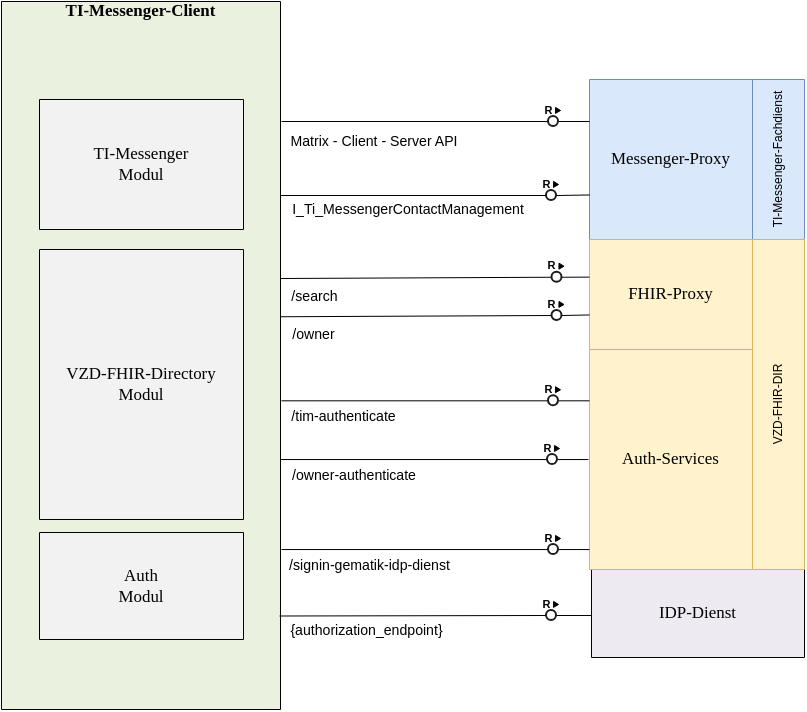 TI-Messenger-Client
TI-Messenger
Modul
VZD-FHIR-Directory
Modul
Auth
Modul
R
Matrix - Client - Server API
R
I_Ti_MessengerContactManagement
R
/search
R
/owner
R
/tim-authenticate
R
/owner-authenticate
R
/signin-gematik-idp-dienst
R
{authorization_endpoint}
Messenger-Proxy
TI-Messenger-Fachdienst
FHIR-Proxy
Auth-Services
VZD-FHIR-DIR
IDP-Dienst